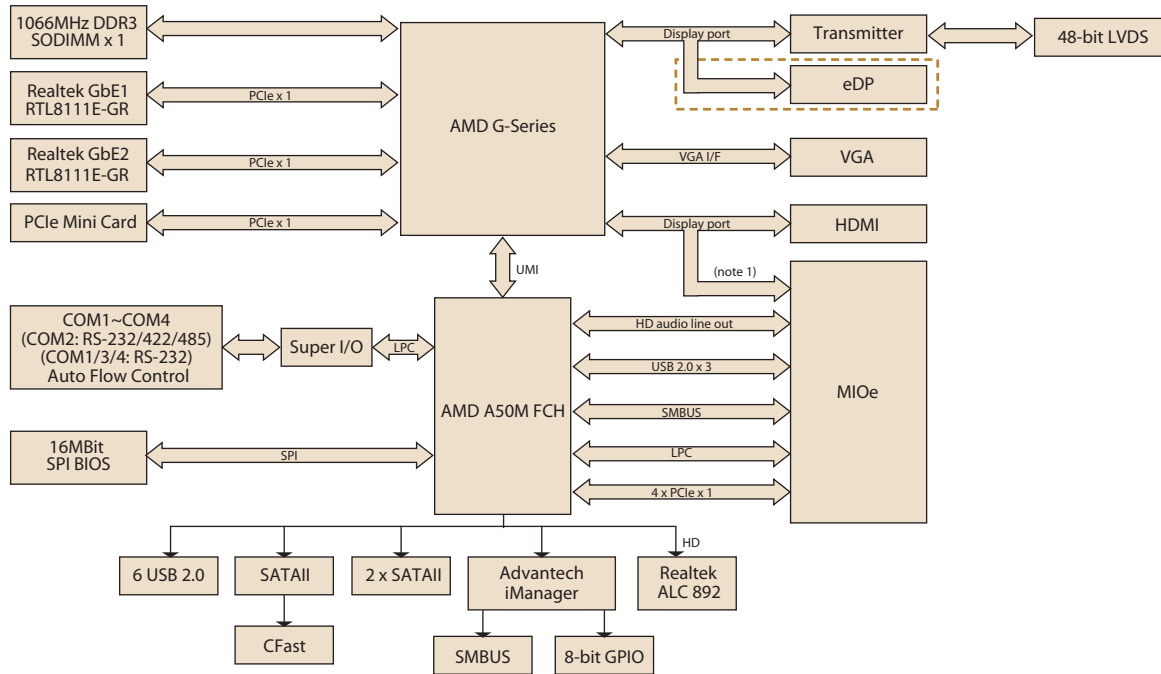 1066MHz DDR3
SODIMM x 1
Realtek GbE1
RTL8111E-GR
PCIe x 1
Realtek GbE2
RTL8111E-GR
PCIe x 1
PCIe Mini Card
PCIe x 1
AMD G-Series
Display port
Transmitter
48-bit LVDS
eDP
VGA I/F
VGA
Display port
HDMI
(note 1)
UMI
COM1~COM4
(COM2: RS-232/422/485)
(COM1/3/4: RS-232)
Auto Flow Control
Super I/O
LPC
AMD A50M FCH
HD audio line out
USB 2.0 x 3
SMBUS
LPC
4 x PCIe x 1
MIOe
16MBit
SPI BIOS
SPI
HD
6 USB 2.0
SATAII
2 x SATAII
Advantech
iManager
Realtek
ALC 892
CFast
SMBUS
8-bit GPIO